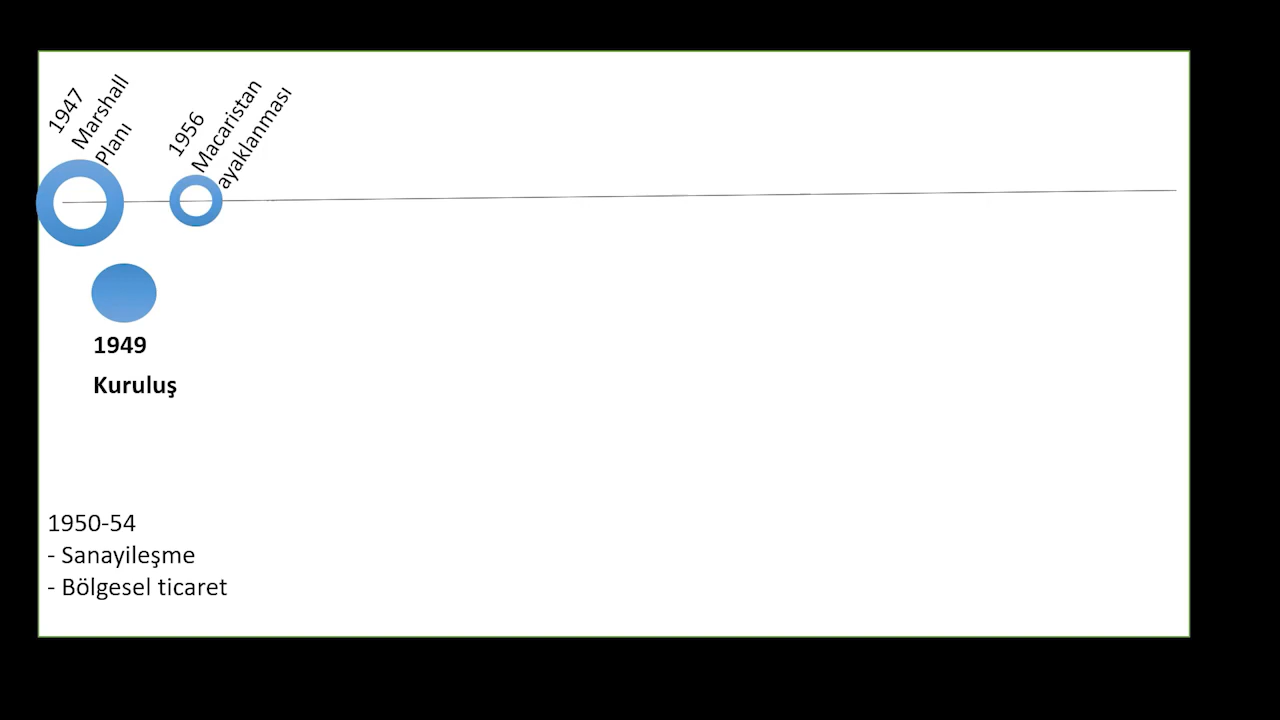 1947
Marshall
Planı
1956
Macaristan
ayaklanması
1949
Kuruluş
1950-54
- Sanayileşme
- Bölgesel ticaret